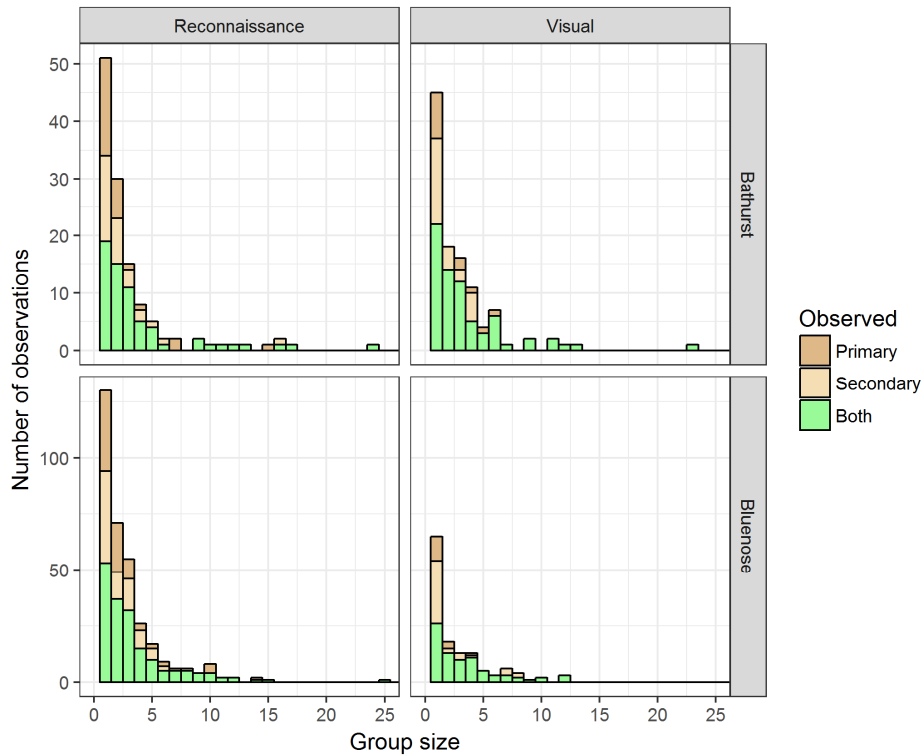 Reconnaissance
Visual
50
40
30
20
10
0
Bathurst
100
50
0
Bluenose
0 5 10 15 20 25
0 5 10 15 20 25
Number of observations
Group size
Observed
Primary
Secondary
Both